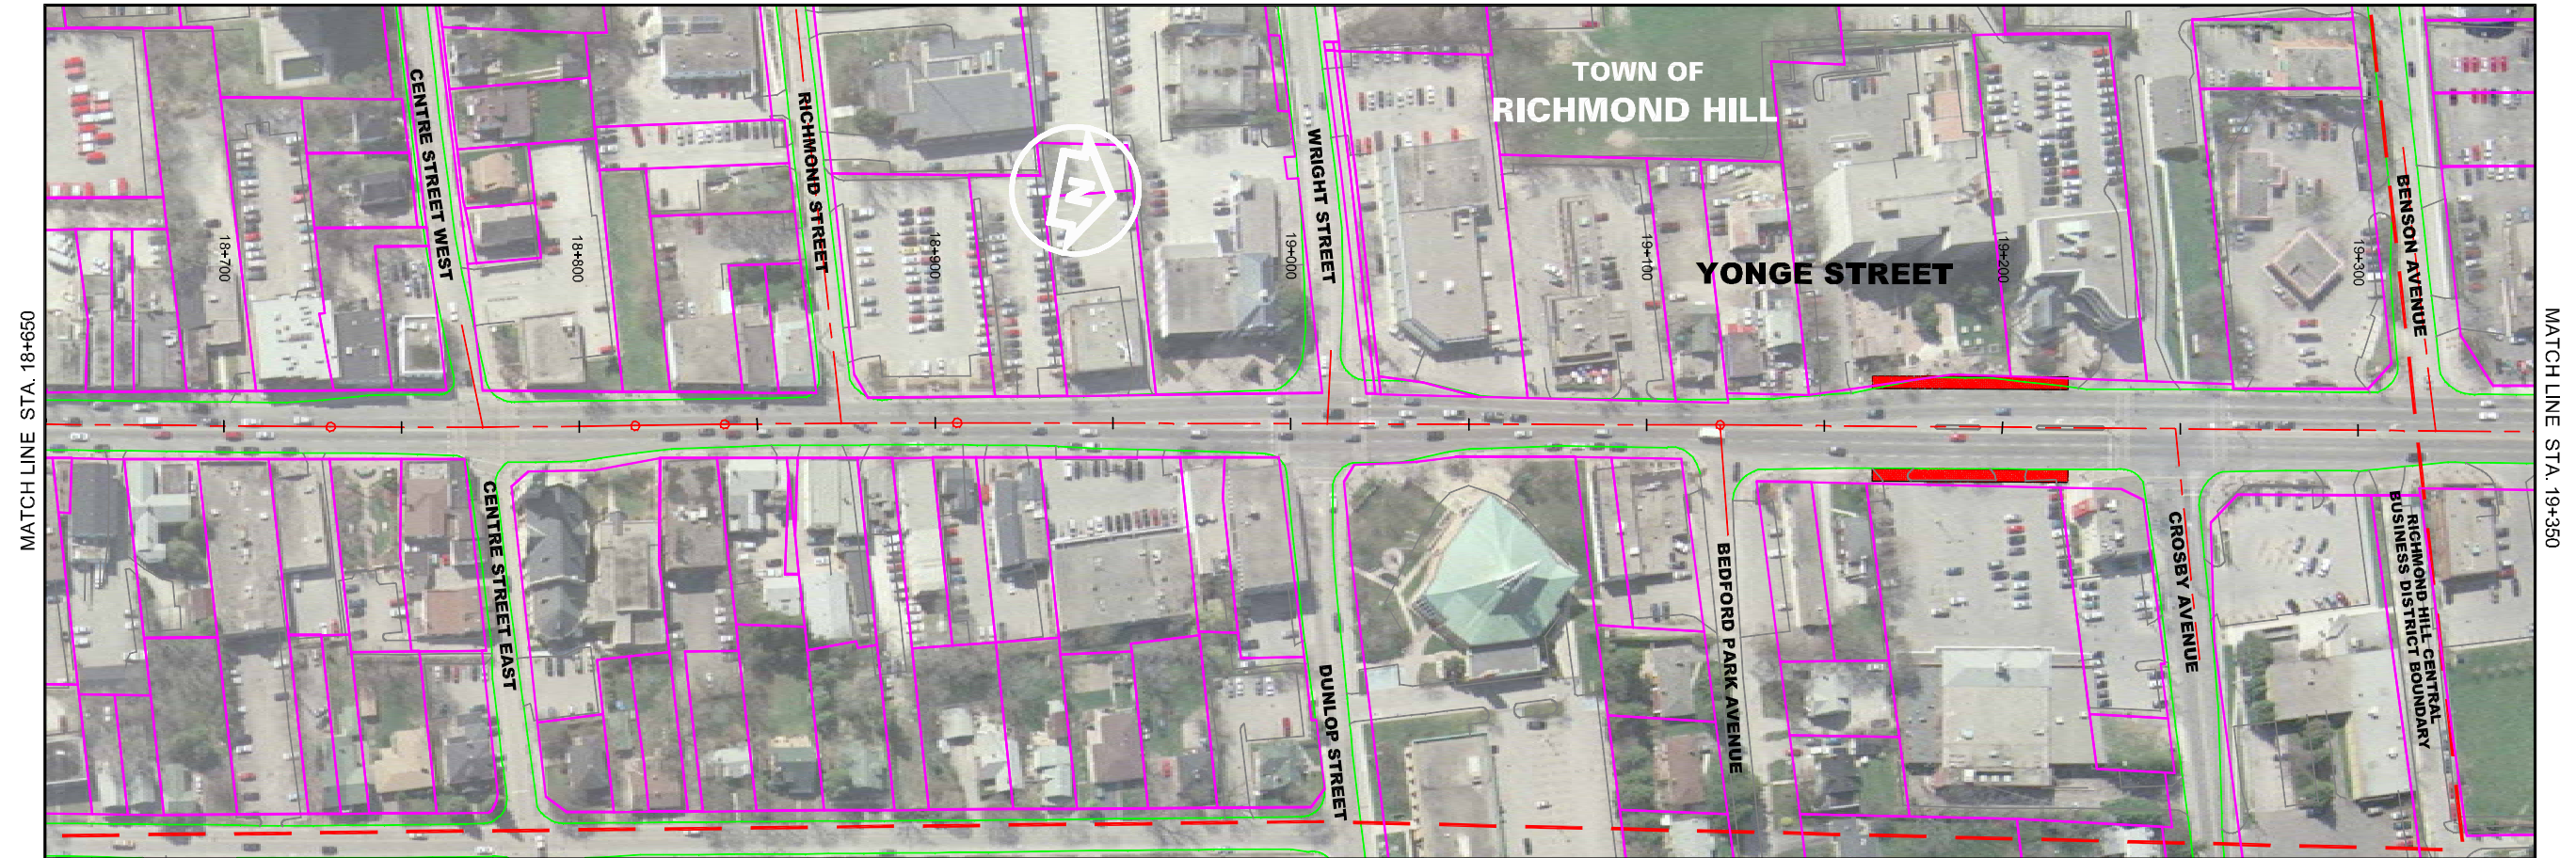 MATCH LINE STA. 18+650
CENTRE STREET WEST
RICHMOND STREET
WRIGHT STREET
TOWN OF
RICHMOND HILL
BENSON AVENUE
18+700
18+800
18+900
N
19+000
19+100
19+200
19+300
YONGE STREET
CENTRE STREET EAST
DUNLOP STREET
BEDFORD PARK AVENUE
CROSBY AVENUE
RICHMOND HILL CENTRAL
BUSINESS DISTRICT BOUNDARY
MATCH LINE STA. 19+350